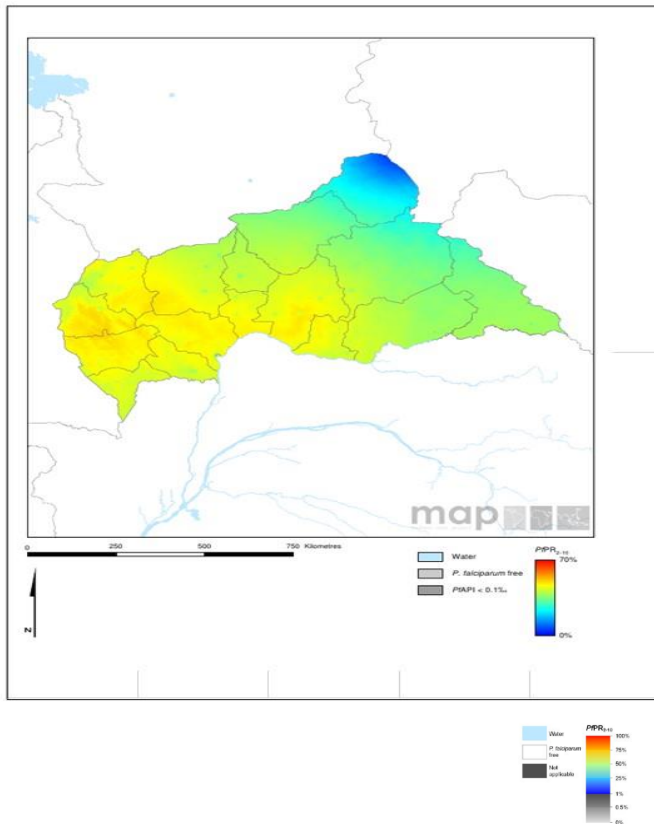 map
0 250 500 750 Kilometres
Water
P. falciparum free
PfAPI < 0.1‰
PfPR2-10
70%
0%
N
Water
P. falciparum
free
Not
applicable
PfPR2-10
100%
75%
50%
25%
1%
0.5%
0%